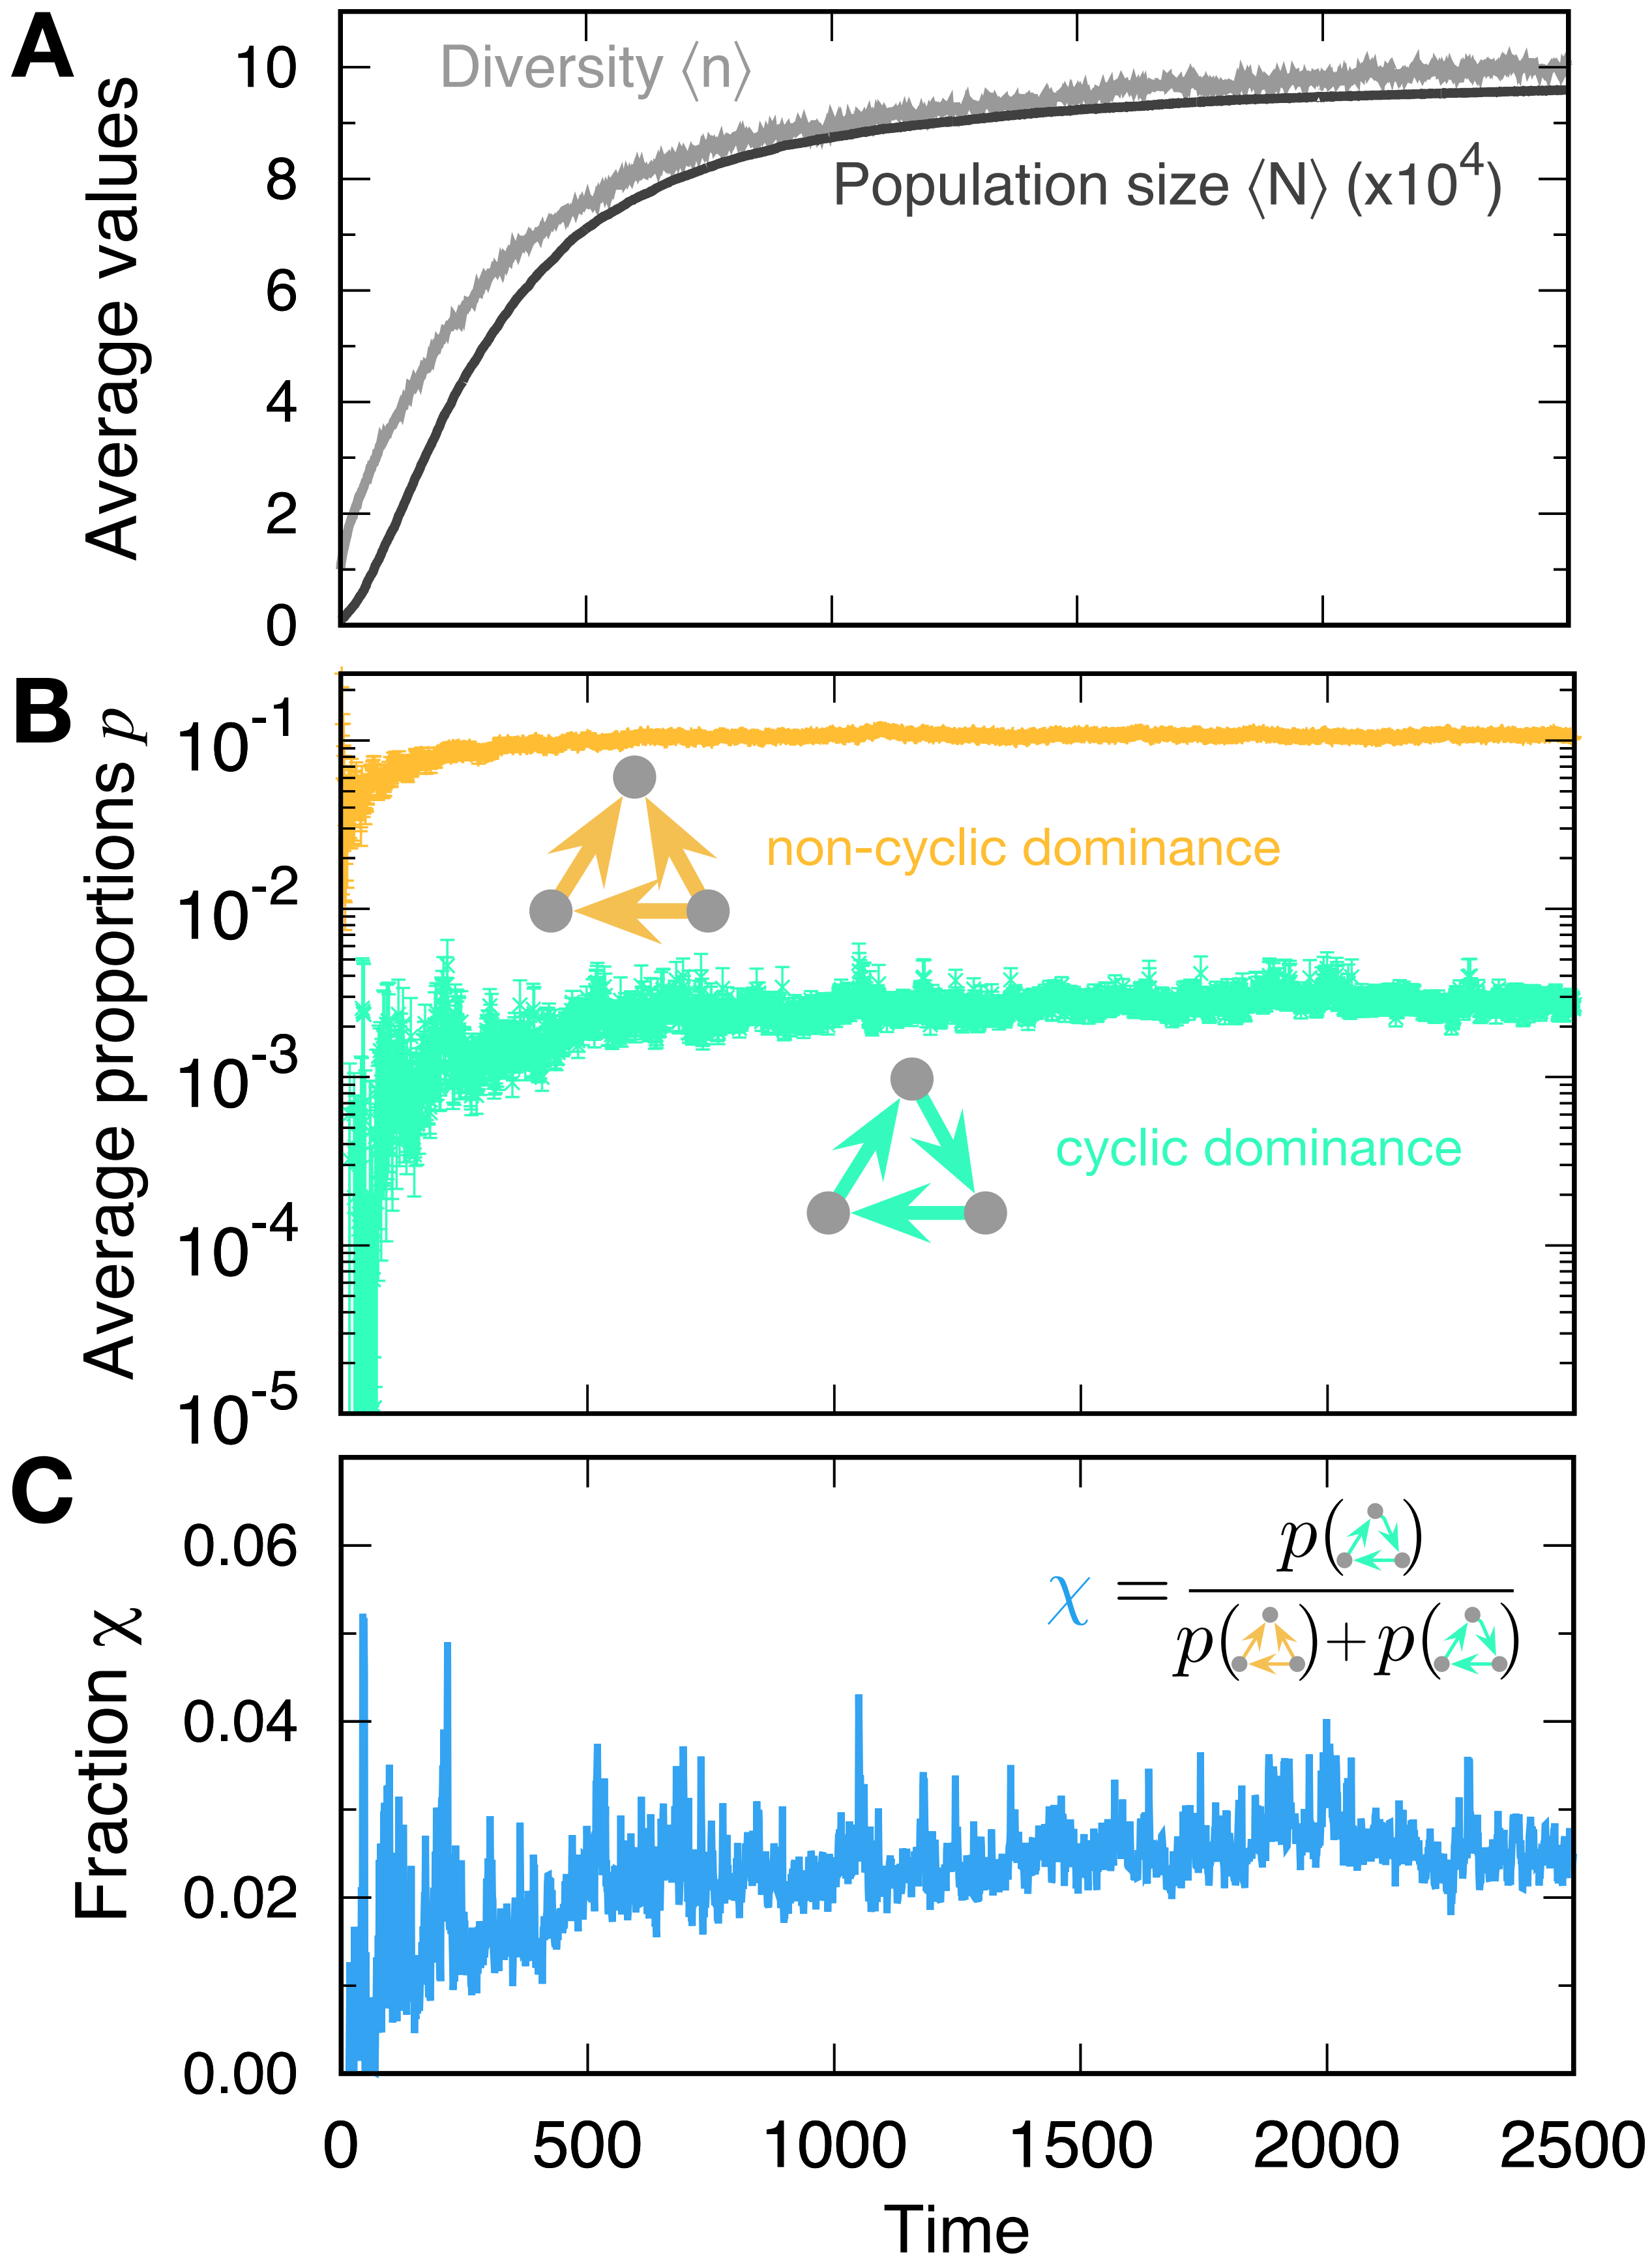 A
Average values
10
8
6
4
2
0
Diversity ⟨n⟩
Population size ⟨N⟩ (x10^4)
B
Average proportions p
10^-1
10^-2
10^-3
10^-4
10^-5
non-cyclic dominance
cyclic dominance
C
Fraction χ
0.06
0.04
0.02
0.00
χ = p( ) / p( ) + p( )
0 500 1000 1500 2000 2500
Time